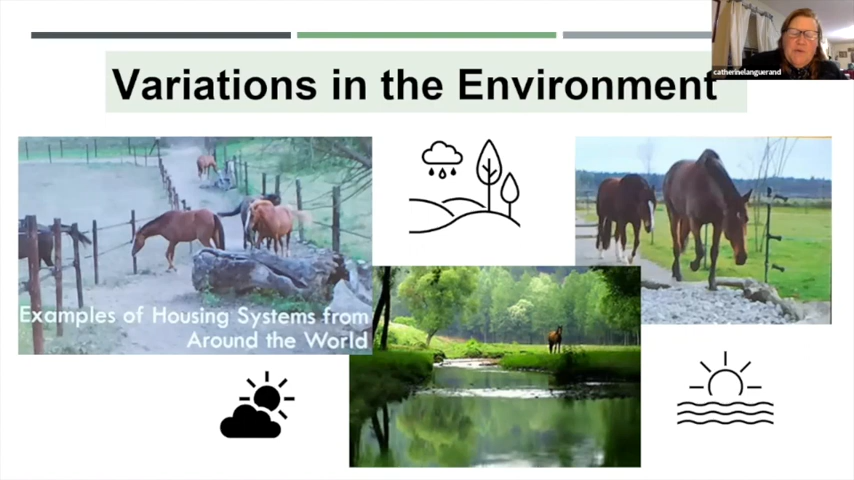 catherinelanguerand
Variations in the Environment
Examples of Housing Systems from
Around the World